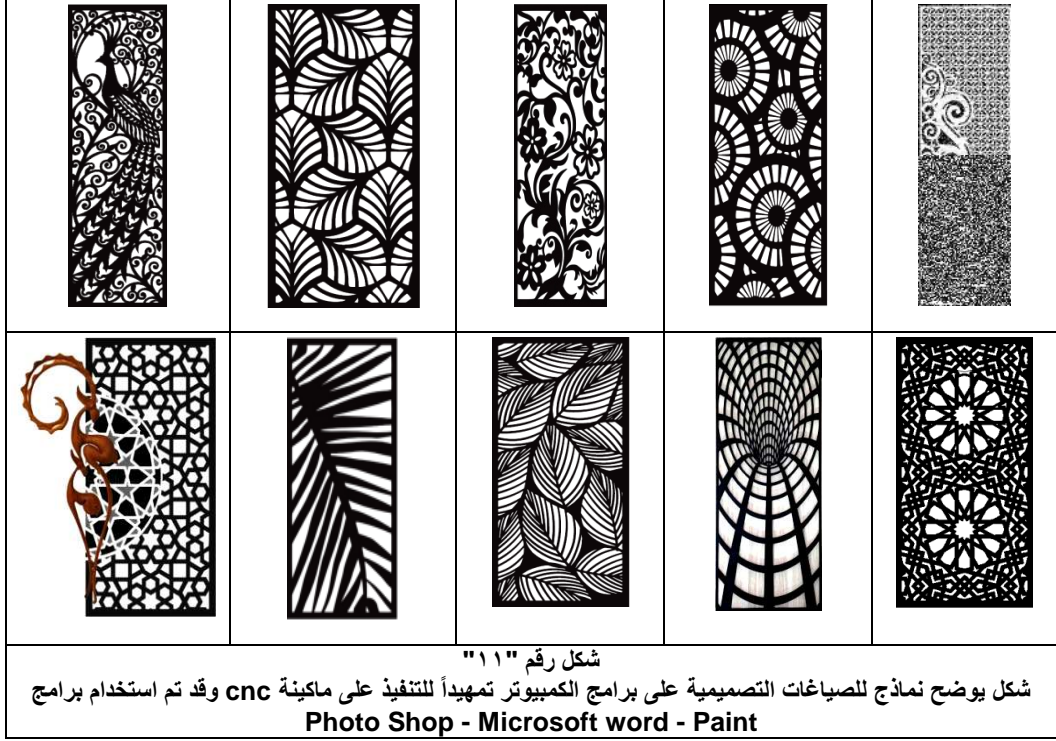 شكل رقم "١١"
شكل يوضح نماذج للصياغات التصميمية على برامج الكمبيوتر تمهيداً للتنفيذ على ماكينة cnc وقد تم استخدام برامج
Photo Shop - Microsoft word - Paint